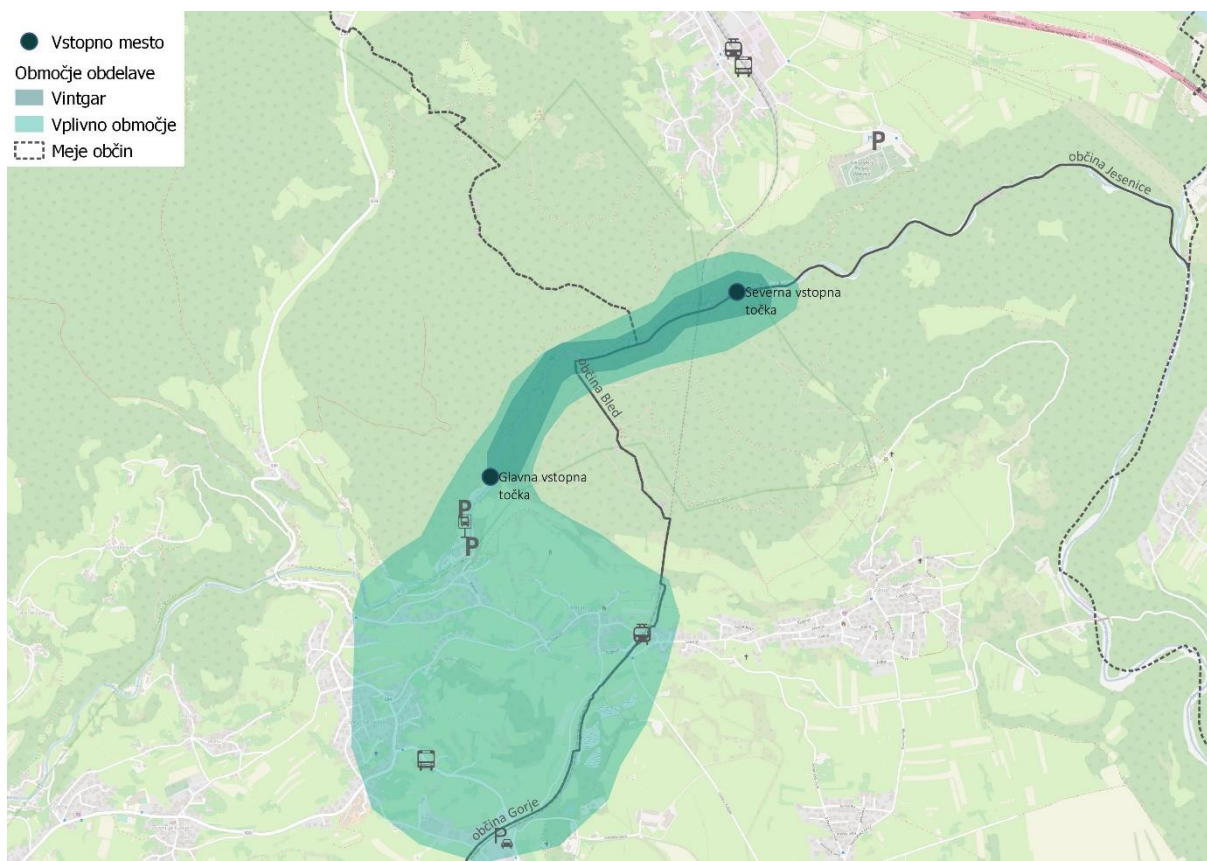 Vstopno mesto
Območje obdelave
Vintgar
Vplivno območje
Meje občin
P
občina Jesenice
Severna vstopna
točka
občina Bled
Glavna vstopna
točka
P
P
občina Gorje
P